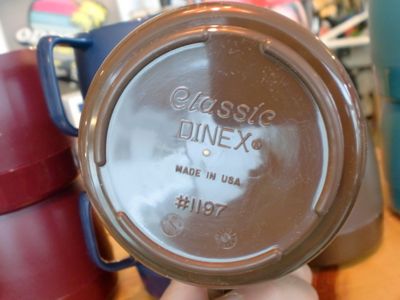 Classic
DINEX®
MADE IN USA
#1197